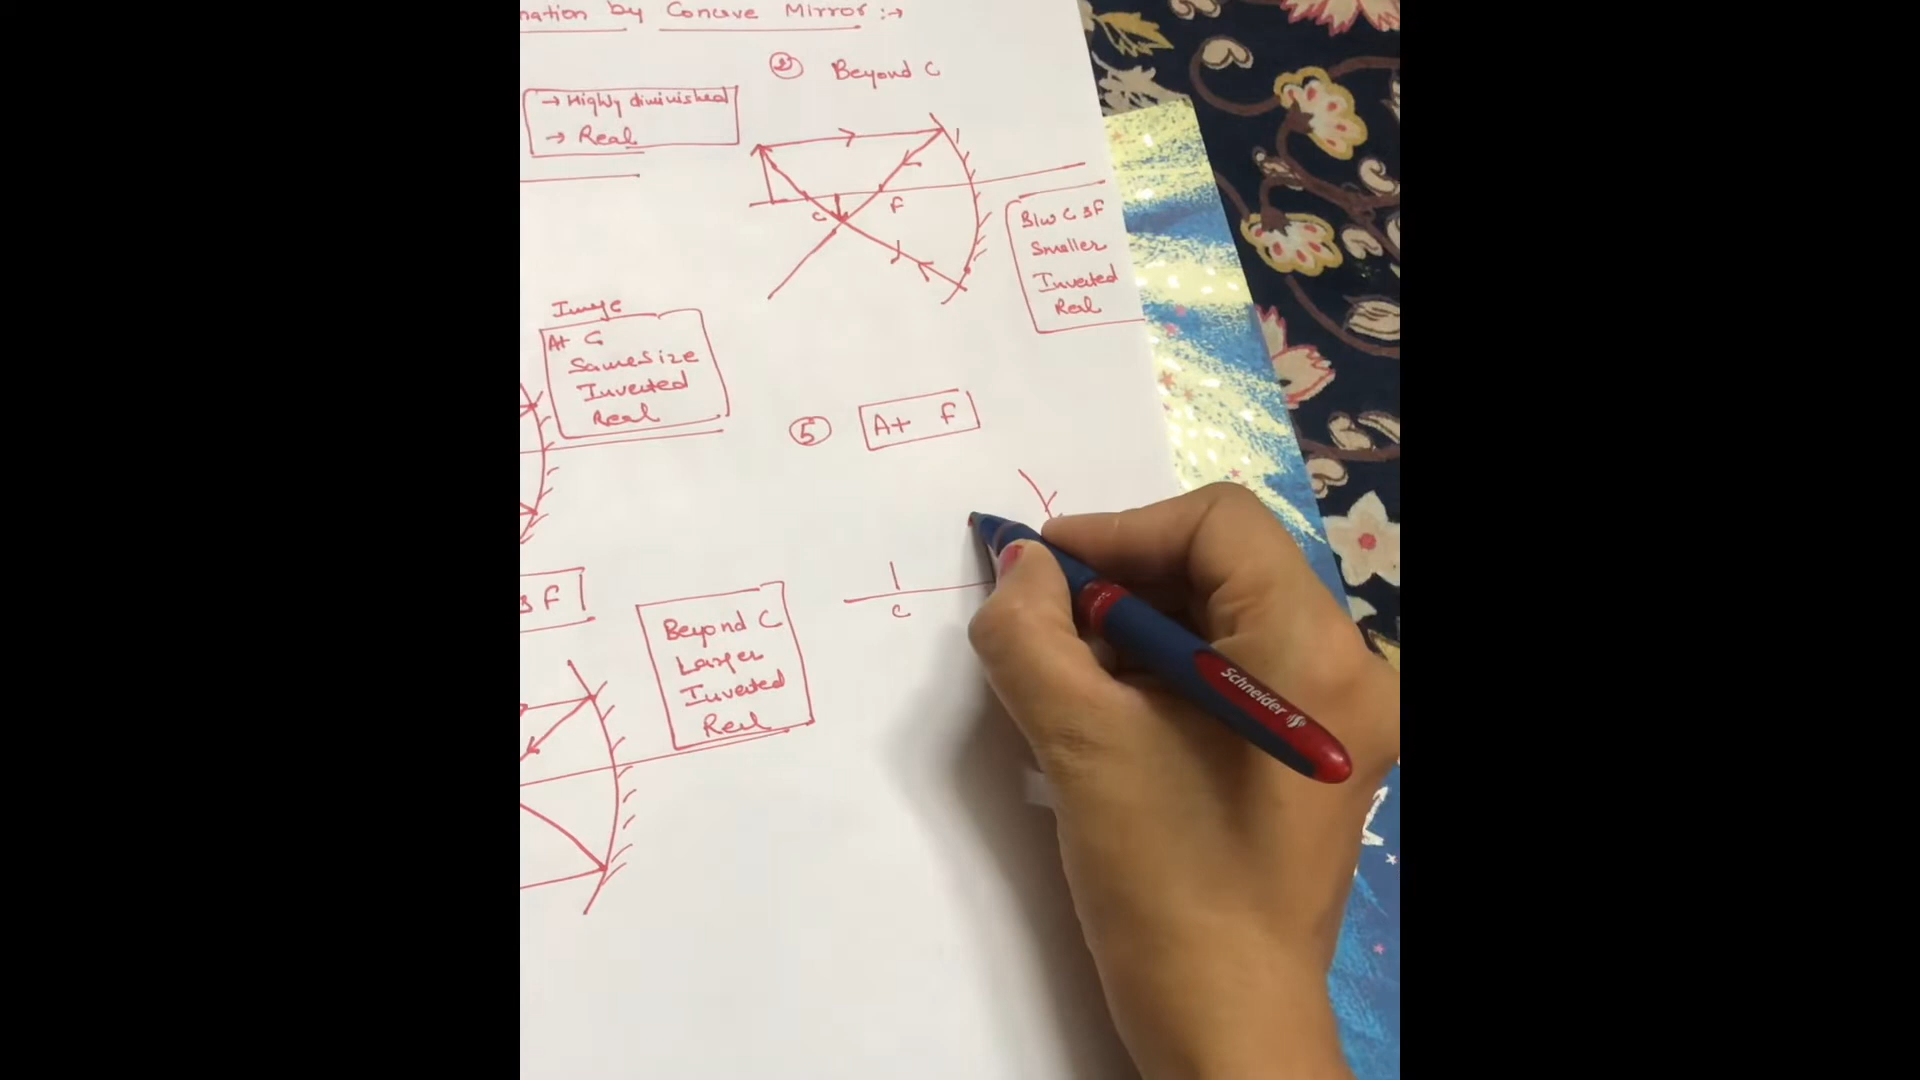 nation by Concave Mirror :→
② Beyond C
→ Highly diminished
→ Real
C
F
B/w C & F
Smaller
Inverted
Real
Image
At C
Same size
Inverted
Real
⑤ At F
C
& F
Beyond C
Larger
Inverted
Real
Schneider